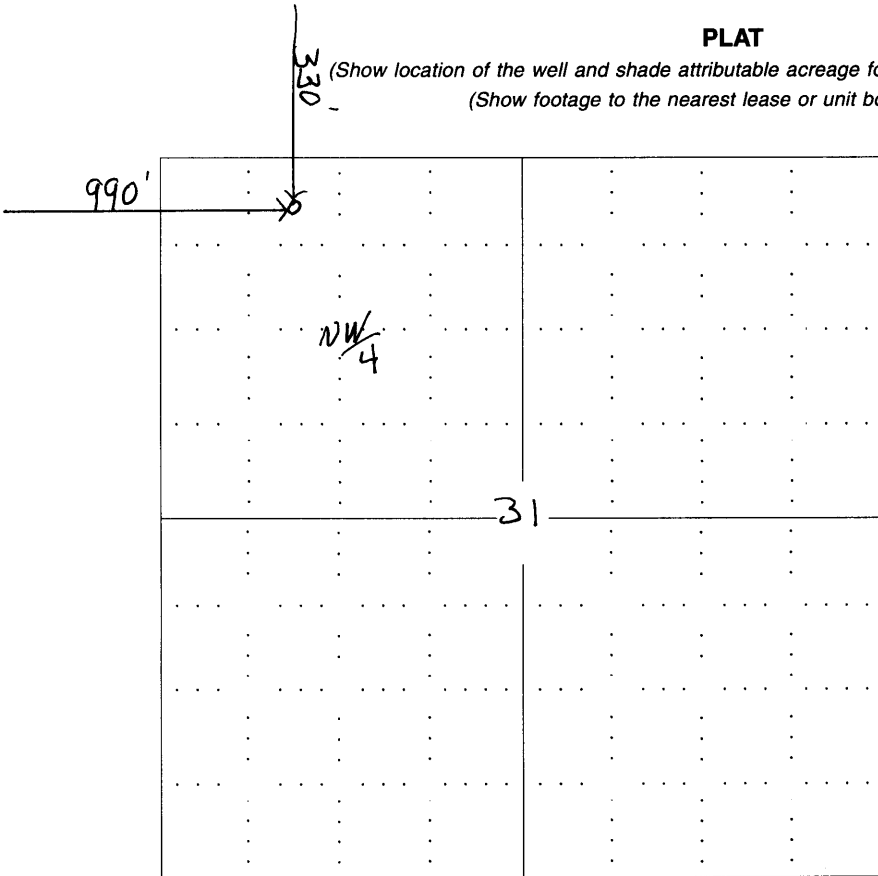 PLAT
(Show location of the well and shade attributable acreage fo
(Show footage to the nearest lease or unit bo
330'
990'
NW/4
31